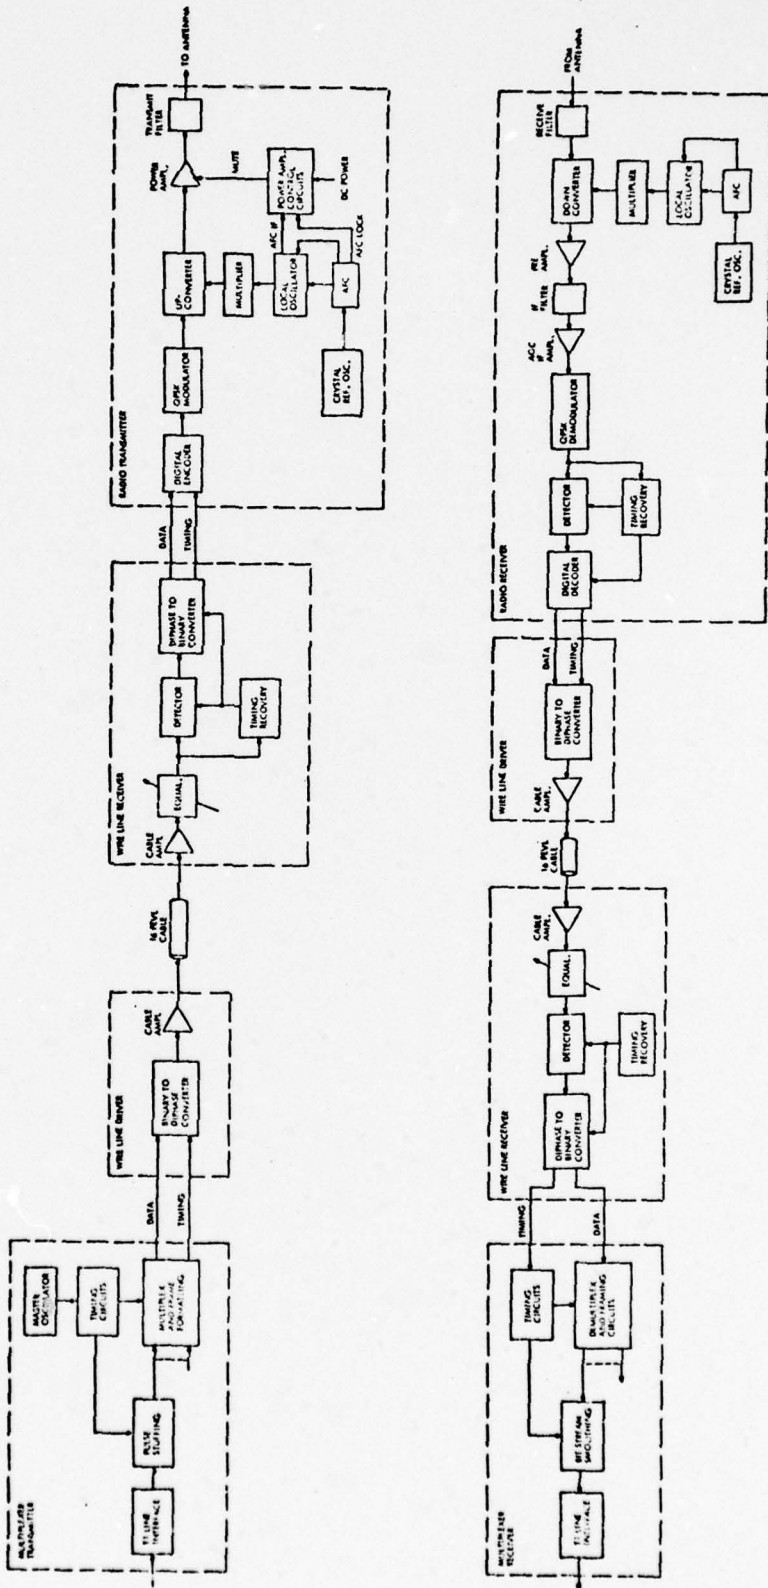 MULTIPLEXER
TRANSMITTER
T1 LINE
INTERFACE
PULSE
STUFFING
MASTER
OSCILLATOR
TIMING
CIRCUITS
MULTIPLEX
AND FRAME
FORMATTING
DATA
TIMING
WIRE LINE DRIVER
BINARY TO
DIPHASE
CONVERTER
CABLE
AMPL
CABLE
WIRE LINE RECEIVER
CABLE
AMPL
EQUAL.
DETECTOR
TIMING
RECOVERY
DIPHASE TO
BINARY
CONVERTER
DATA
TIMING
RADIO TRANSMITTER
DIGITAL
ENCODER
QPSK
MODULATOR
UP-
CONVERTER
MULTIPLIER
LOCAL
OSCILLATOR
AFC
CRYSTAL
REF. OSC.
AFC IF
AFC LOCK
POWER AMPL.
CONTROL
CIRCUITS
DC POWER
MUTE
POWER
AMPL.
TRANSMIT
FILTER
TO ANTENNA
FROM
ANTENNA
RADIO RECEIVER
RECEIVE
FILTER
DOWN
CONVERTER
MULTIPLIER
LOCAL
OSCILLATOR
AFC
CRYSTAL
REF. OSC.
PRE
AMPL.
IF
FILTER
AGC
IF
AMPL.
QPSK
DEMODULATOR
DETECTOR
TIMING
RECOVERY
DIGITAL
DECODER
DATA
TIMING
WIRE LINE DRIVER
BINARY TO
DIPHASE
CONVERTER
CABLE
AMPL.
CABLE
WIRE LINE RECEIVER
CABLE
AMPL.
EQUAL.
DETECTOR
TIMING
RECOVERY
DIPHASE TO
BINARY
CONVERTER
TIMING
DATA
MULTIPLEXER
RECEIVER
TIMING
CIRCUITS
DEMULTIPLEX
AND FRAMING
CIRCUITS
BIT STREAM
SMOOTHING
T1 LINE
INTERFACE